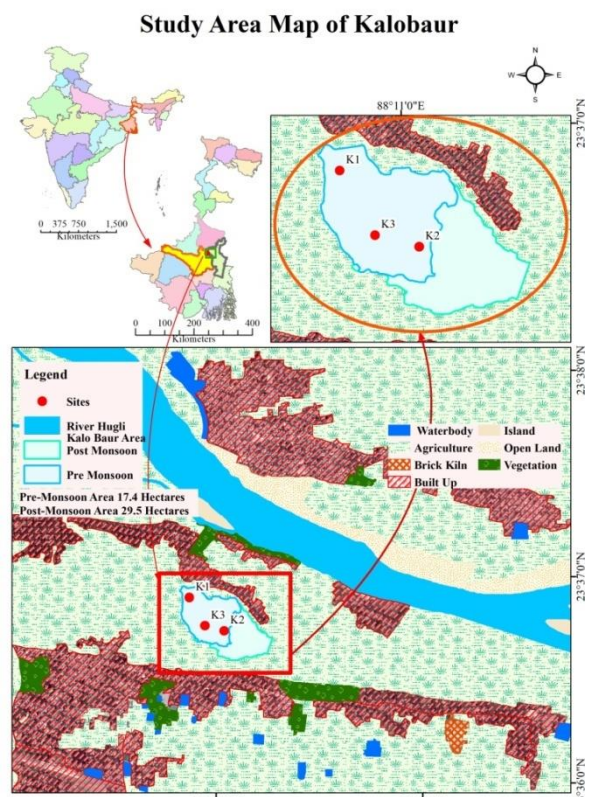 Study Area Map of Kalobaur
N
W
E
S
88°11'0"E
23°37'0"N
K1
K3
K2
0 375 750 1,500
Kilometers
0 100 200 400
Kilometers
Legend
Sites
River Hugli
Kalo Baur Area
Post Monsoon
Pre Monsoon
Pre-Monsoon Area 17.4 Hectares
Post-Monsoon Area 29.5 Hectares
Waterbody
Island
Agriculture
Open Land
Brick Kiln
Vegetation
Built Up
23°38'0"N
23°37'0"N
K1
K3
K2
°36'0"N